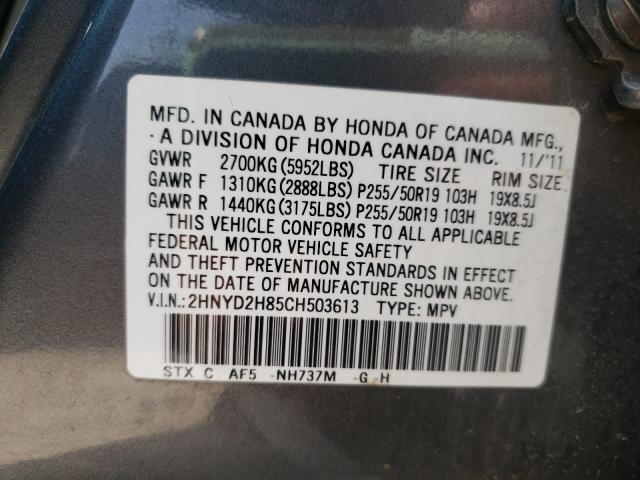 MFD. IN CANADA BY HONDA OF CANADA MFG.,
·A DIVISION OF HONDA CANADA INC. 11/'11
GVWR 2700KG(5952LBS) TIRE SIZE RIM SIZE
GAWR F 1310KG(2888LBS) P255/50R19 103H 19X8.5J
GAWR R 1440KG(3175LBS) P255/50R19 103H 19X8.5J
THIS VEHICLE CONFORMS TO ALL APPLICABLE
FEDERAL MOTOR VEHICLE SAFETY
AND THEFT PREVENTION STANDARDS IN EFFECT
ON THE DATE OF MANUFACTURE SHOWN ABOVE.
V.I.N.:2HNYD2H85CH503613 TYPE: MPV
STX C AF5 -NH737M -G -H